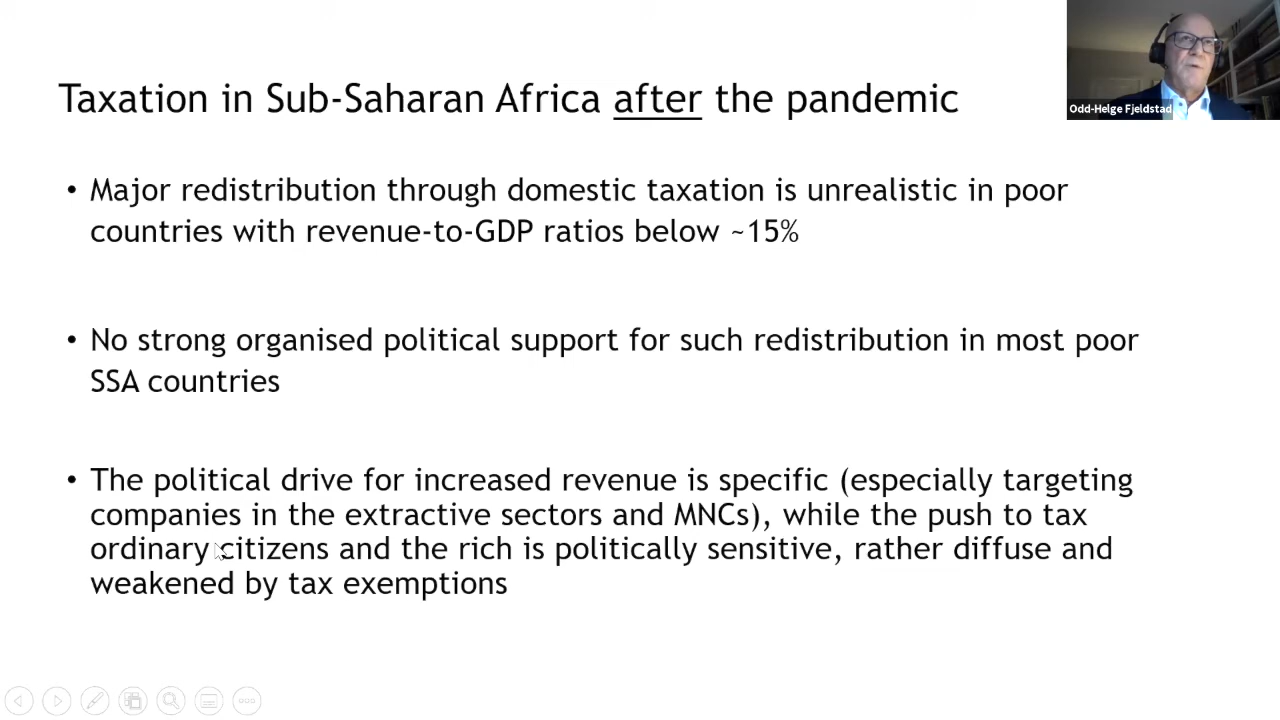 Taxation in Sub-Saharan Africa after the pandemic
Odd-Helge Fjeldstad
• Major redistribution through domestic taxation is unrealistic in poor
countries with revenue-to-GDP ratios below ~15%
• No strong organised political support for such redistribution in most poor
SSA countries
• The political drive for increased revenue is specific (especially targeting
companies in the extractive sectors and MNCs), while the push to tax
ordinary citizens and the rich is politically sensitive, rather diffuse and
weakened by tax exemptions